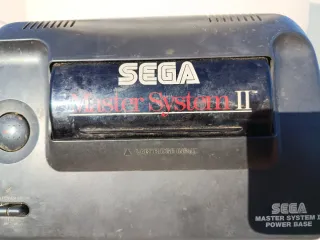 SEGA
Master System II
SEGA
MASTER SYSTEM II
POWER BASE